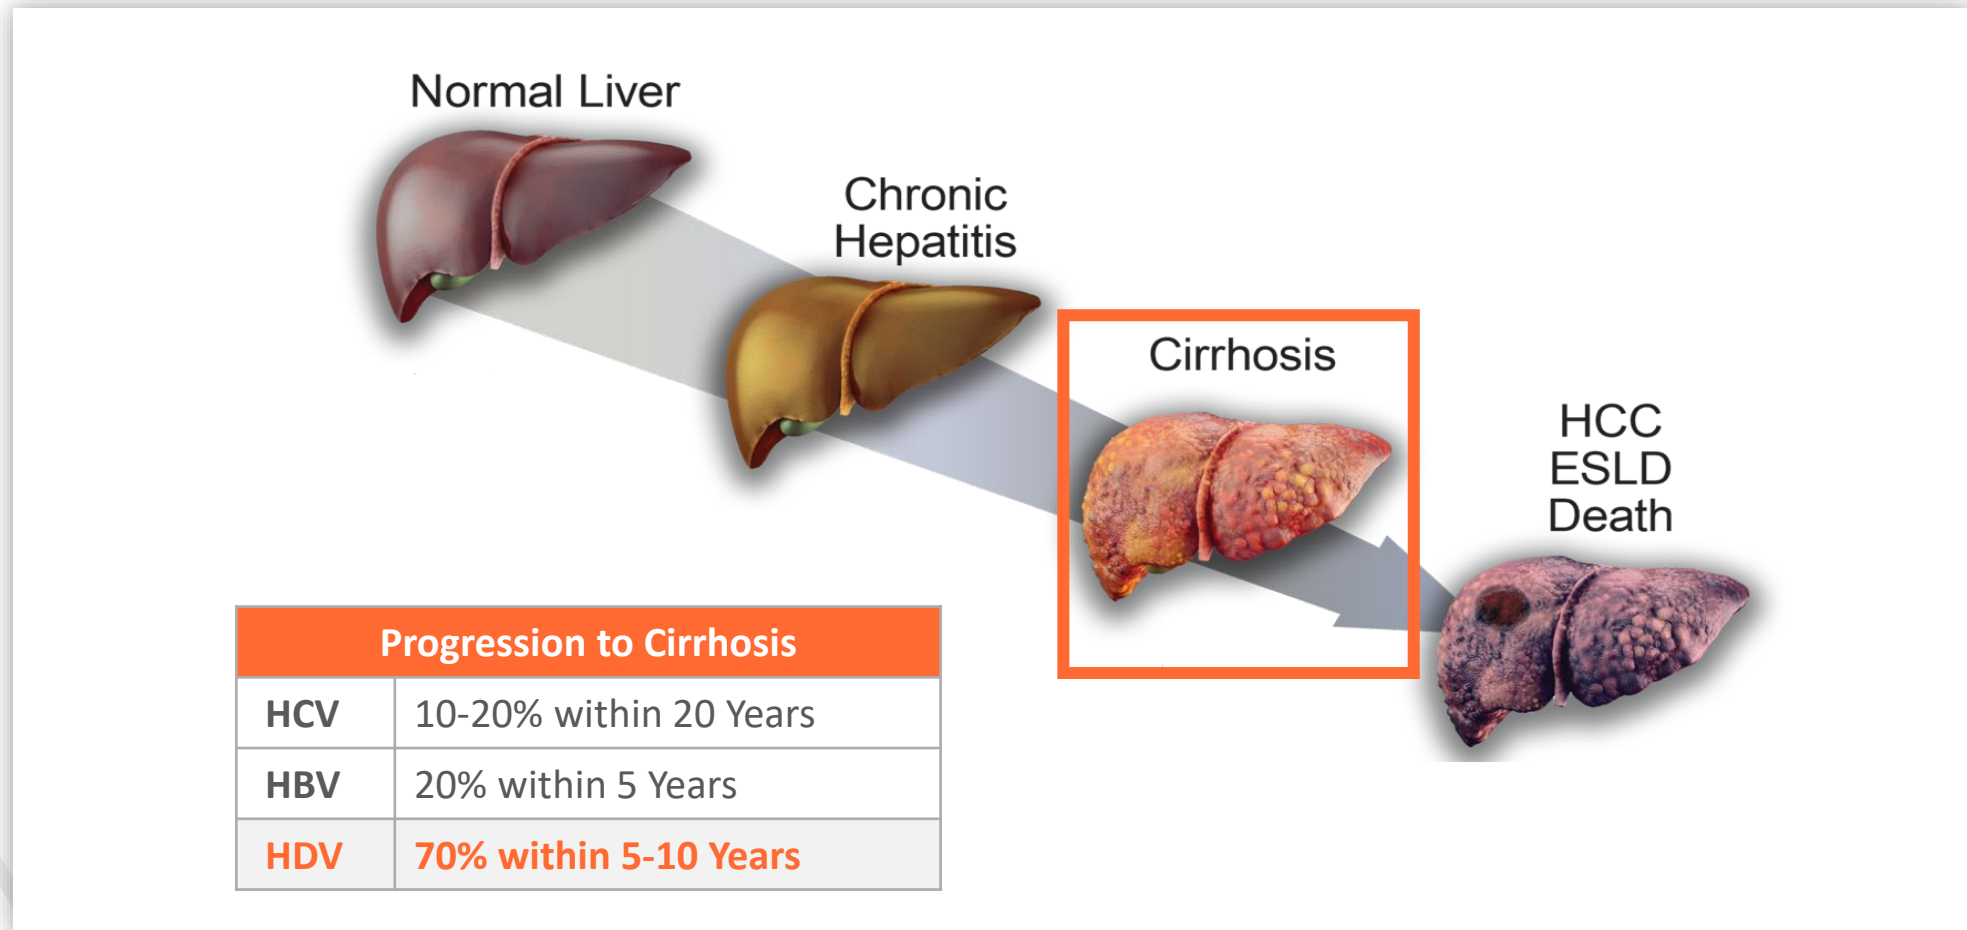 Normal Liver
Chronic
Hepatitis
Cirrhosis
HCC
ESLD
Death
Progression to Cirrhosis
HCV 10-20% within 20 Years
HBV 20% within 5 Years
HDV 70% within 5-10 Years